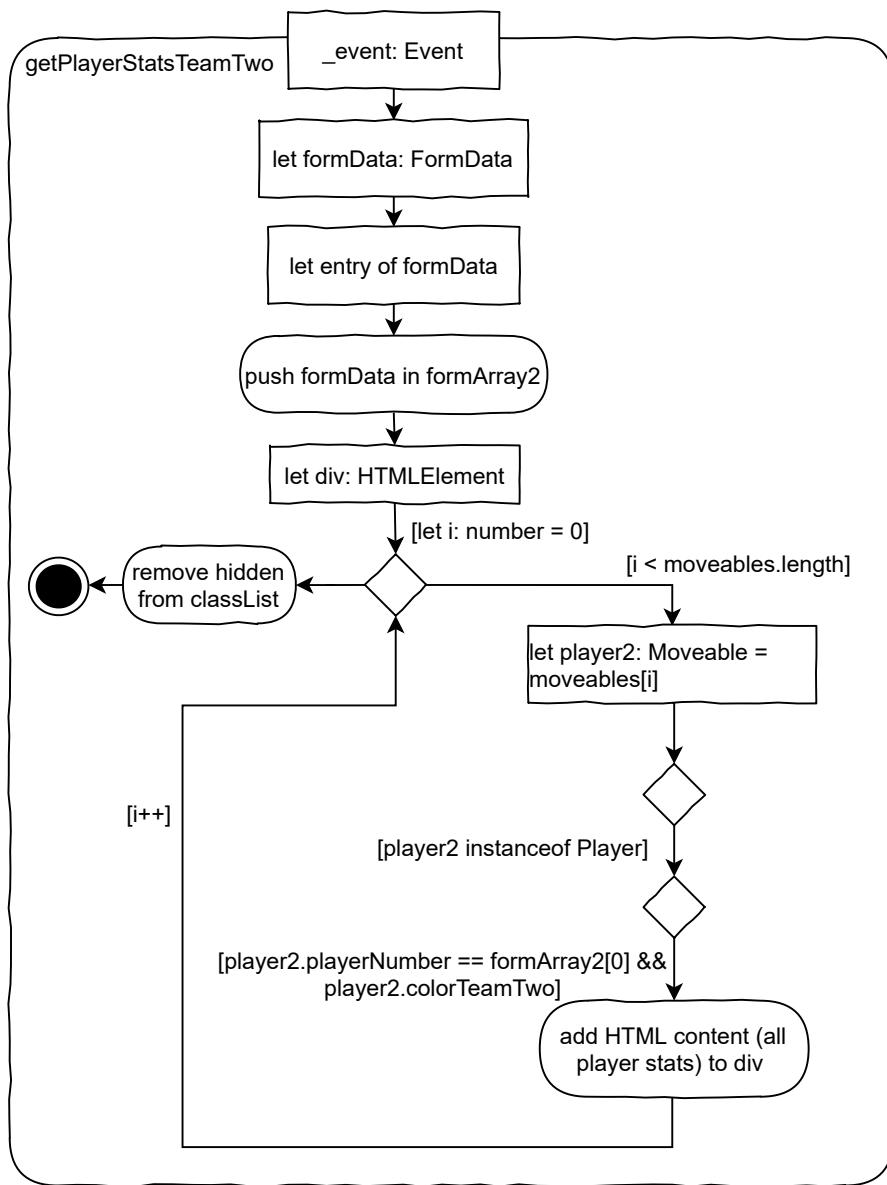 _event: Event
getPlayerStatsTeamTwo
let formData: FormData
let entry of formData
push formData in formArray2
let div: HTMLElement
[let i: number = 0]
[i < moveables.length]
remove hidden
from classList
let player2: Moveable =
moveables[i]
[i++]
[player2 instanceof Player]
[player2.playerNumber == formArray2[0] &&
player2.colorTeamTwo]
add HTML content (all
player stats) to div